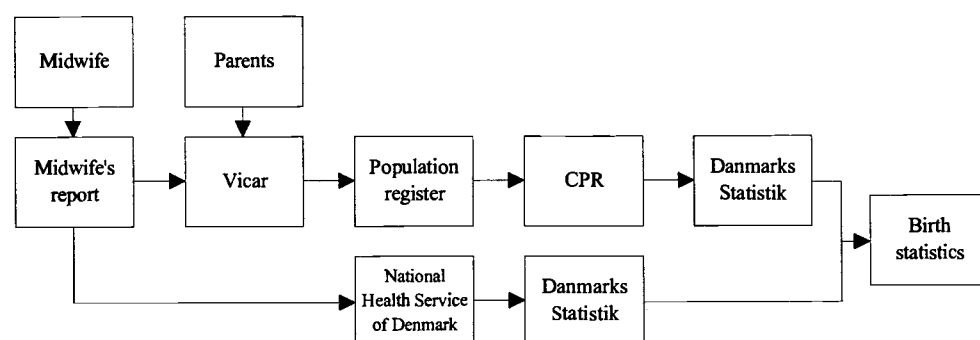 Midwife
Parents
Midwife's
report
Vicar
Population
register
CPR
Danmarks
Statistik
Birth
statistics
National
Health Service
of Denmark
Danmarks
Statistik